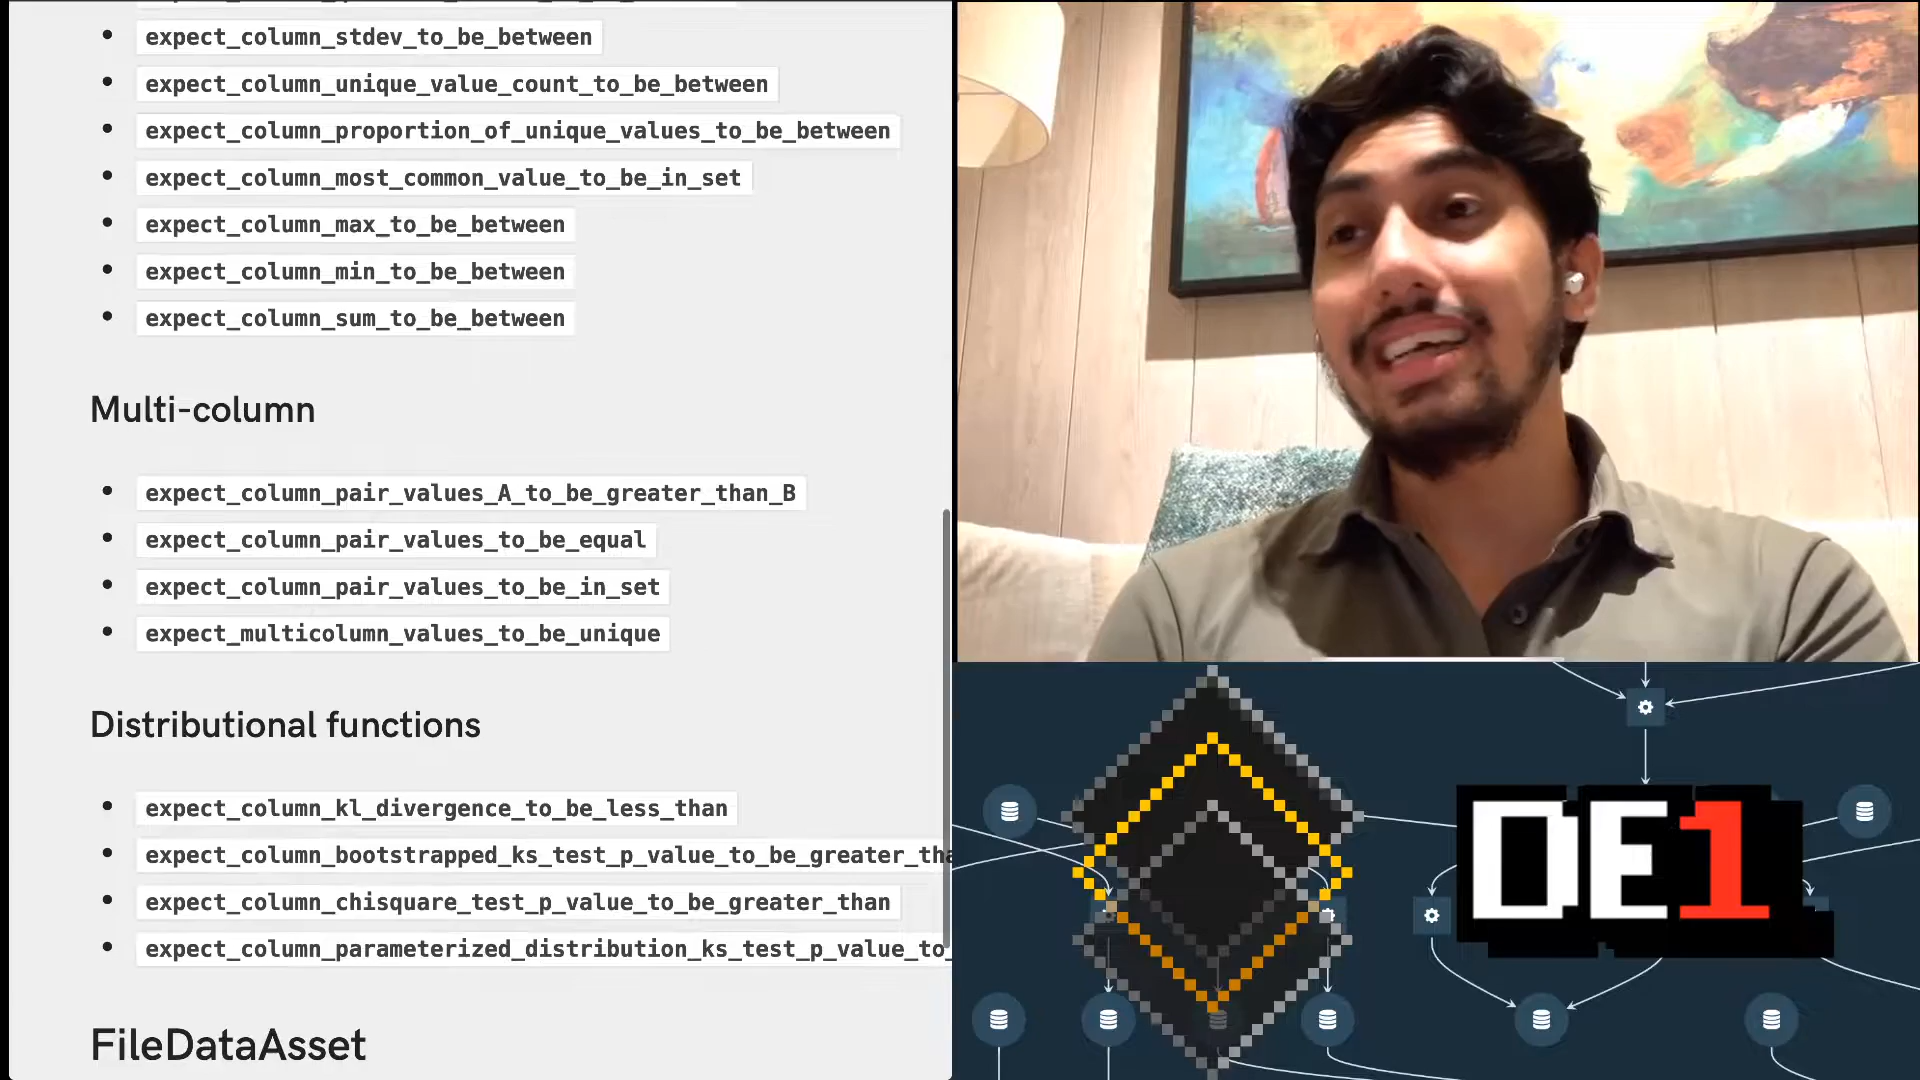 expect_column_stdev_to_be_between
expect_column_unique_value_count_to_be_between
expect_column_proportion_of_unique_values_to_be_between
expect_column_most_common_value_to_be_in_set
expect_column_max_to_be_between
expect_column_min_to_be_between
expect_column_sum_to_be_between
Multi-column
expect_column_pair_values_A_to_be_greater_than_B
expect_column_pair_values_to_be_equal
expect_column_pair_values_to_be_in_set
expect_multicolumn_values_to_be_unique
Distributional functions
expect_column_kl_divergence_to_be_less_than
expect_column_bootstrapped_ks_test_p_value_to_be_greater_tha
expect_column_chisquare_test_p_value_to_be_greater_than
expect_column_parameterized_distribution_ks_test_p_value_to_
FileDataAsset
DE1